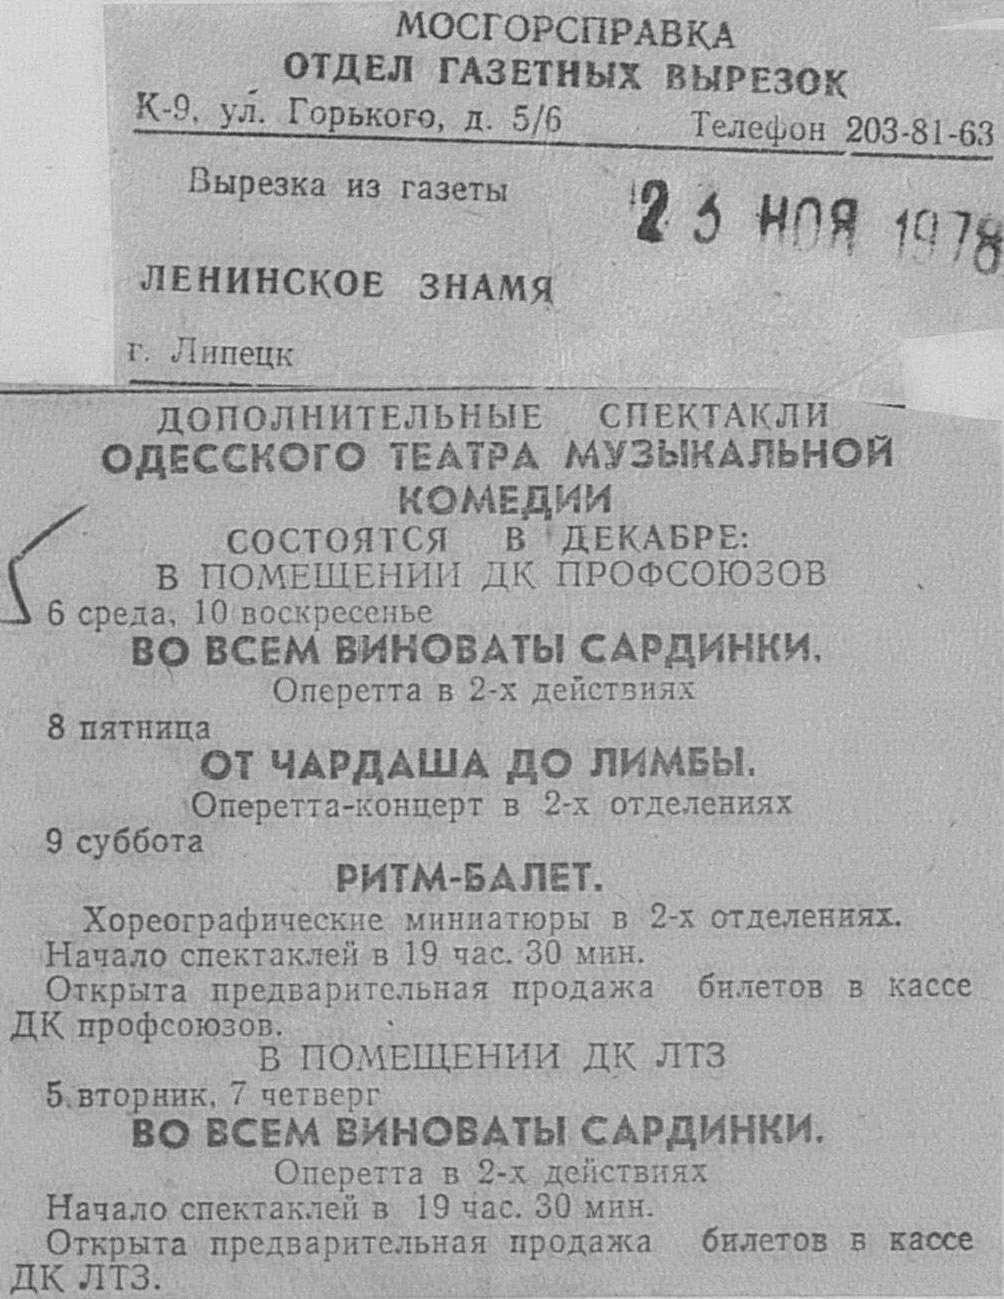 МОСГОРСПРАВКА
ОТДЕЛ ГАЗЕТНЫХ ВЫРЕЗОК
К-9, ул. Горького, д. 5/6 Телефон 203-81-63
Вырезка из газеты
23 НОЯ 1978
ЛЕНИНСКОЕ ЗНАМЯ
г. Липецк
ДОПОЛНИТЕЛЬНЫЕ СПЕКТАКЛИ
ОДЕССКОГО ТЕАТРА МУЗЫКАЛЬНОЙ
КОМЕДИИ
СОСТОЯТСЯ В ДЕКАБРЕ:
В ПОМЕЩЕНИИ ДК ПРОФСОЮЗОВ
6 среда, 10 воскресенье
ВО ВСЕМ ВИНОВАТЫ САРДИНКИ.
Оперетта в 2-х действиях
8 пятница
ОТ ЧАРДАША ДО ЛИМБЫ.
Оперетта-концерт в 2-х отделениях
9 суббота
РИТМ-БАЛЕТ.
Хореографические миниатюры в 2-х отделениях.
Начало спектаклей в 19 час. 30 мин.
Открыта предварительная продажа билетов в кассе
ДК профсоюзов.
В ПОМЕЩЕНИИ ДК ЛТЗ
5 вторник, 7 четверг
ВО ВСЕМ ВИНОВАТЫ САРДИНКИ.
Оперетта в 2-х действиях
Начало спектаклей в 19 час. 30 мин.
Открыта предварительная продажа билетов в кассе
ДК ЛТЗ.